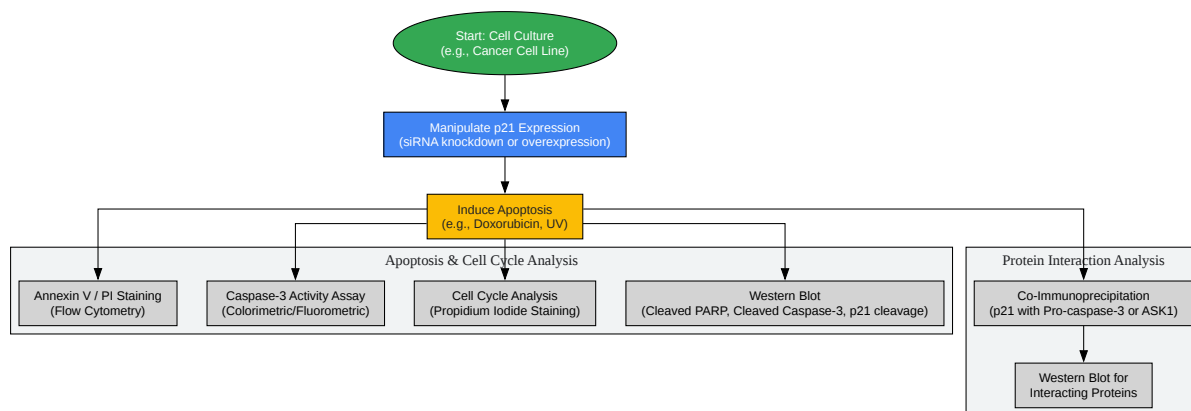 Start: Cell Culture
(e.g., Cancer Cell Line)
Manipulate p21 Expression
(siRNA knockdown or overexpression)
Induce Apoptosis
(e.g., Doxorubicin, UV)
Apoptosis & Cell Cycle Analysis
Annexin V / PI Staining
(Flow Cytometry)
Caspase-3 Activity Assay
(Colorimetric/Fluorometric)
Cell Cycle Analysis
(Propidium Iodide Staining)
Western Blot
(Cleaved PARP, Cleaved Caspase-3, p21 cleavage)
Protein Interaction Analysis
Co-Immunoprecipitation
(p21 with Pro-caspase-3 or ASK1)
Western Blot for
Interacting Proteins